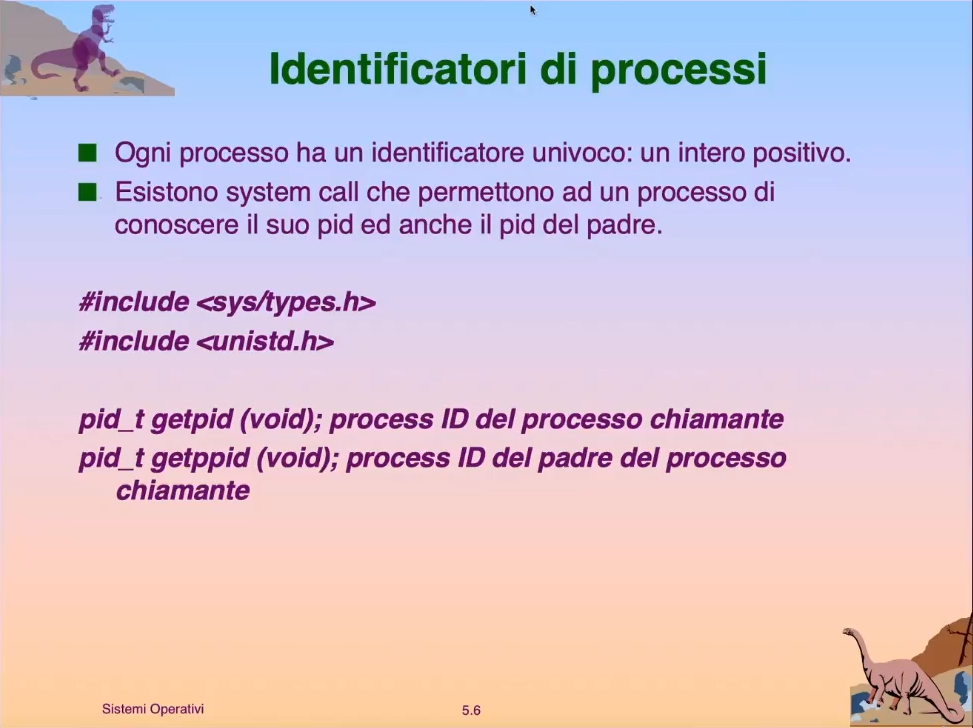 Identificatori di processi
Ogni processo ha un identificatore univoco: un intero positivo.
Esistono system call che permettono ad un processo di
conoscere il suo pid ed anche il pid del padre.
#include <sys/types.h>
#include <unistd.h>
pid_t getpid (void); process ID del processo chiamante
pid_t getppid (void); process ID del padre del processo
chiamante
Sistemi Operativi
5.6